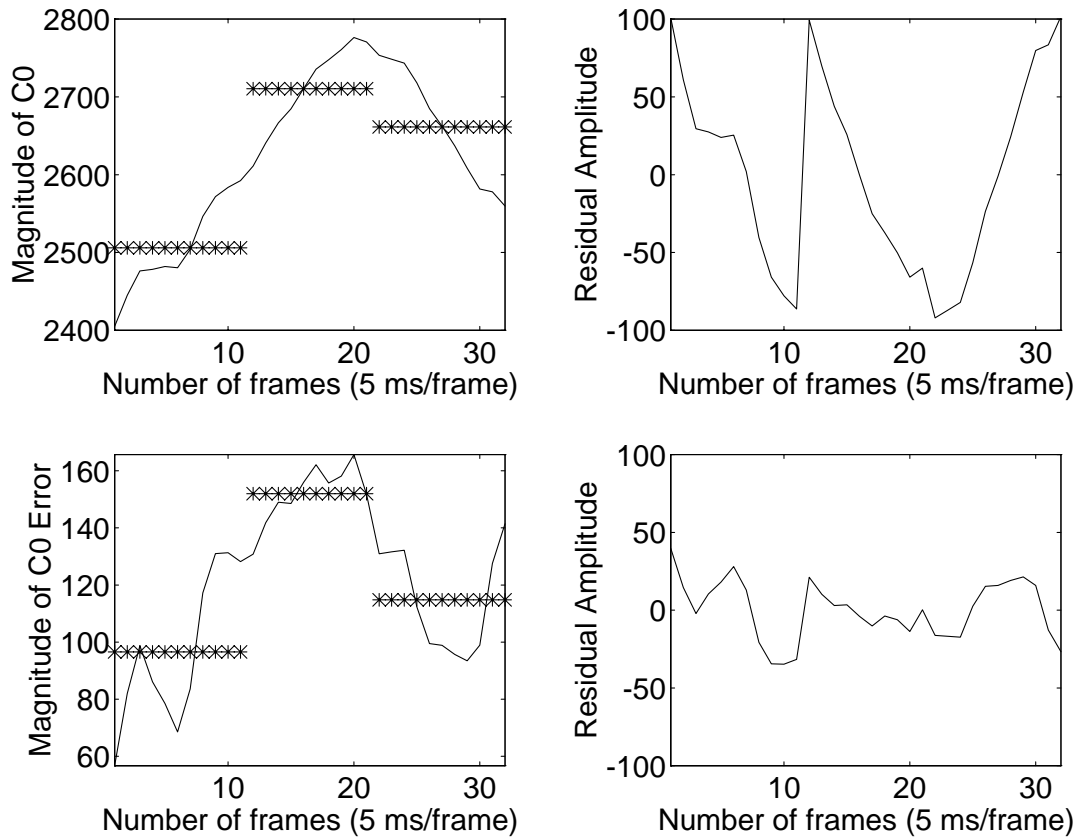 2800
2700
2600
2500
2400
Magnitude of C0
10 20 30
Number of frames (5 ms/frame)
100
50
0
-50
-100
Residual Amplitude
10 20 30
Number of frames (5 ms/frame)
160
140
120
100
80
60
Magnitude of C0 Error
10 20 30
Number of frames (5 ms/frame)
100
50
0
-50
-100
Residual Amplitude
10 20 30
Number of frames (5 ms/frame)